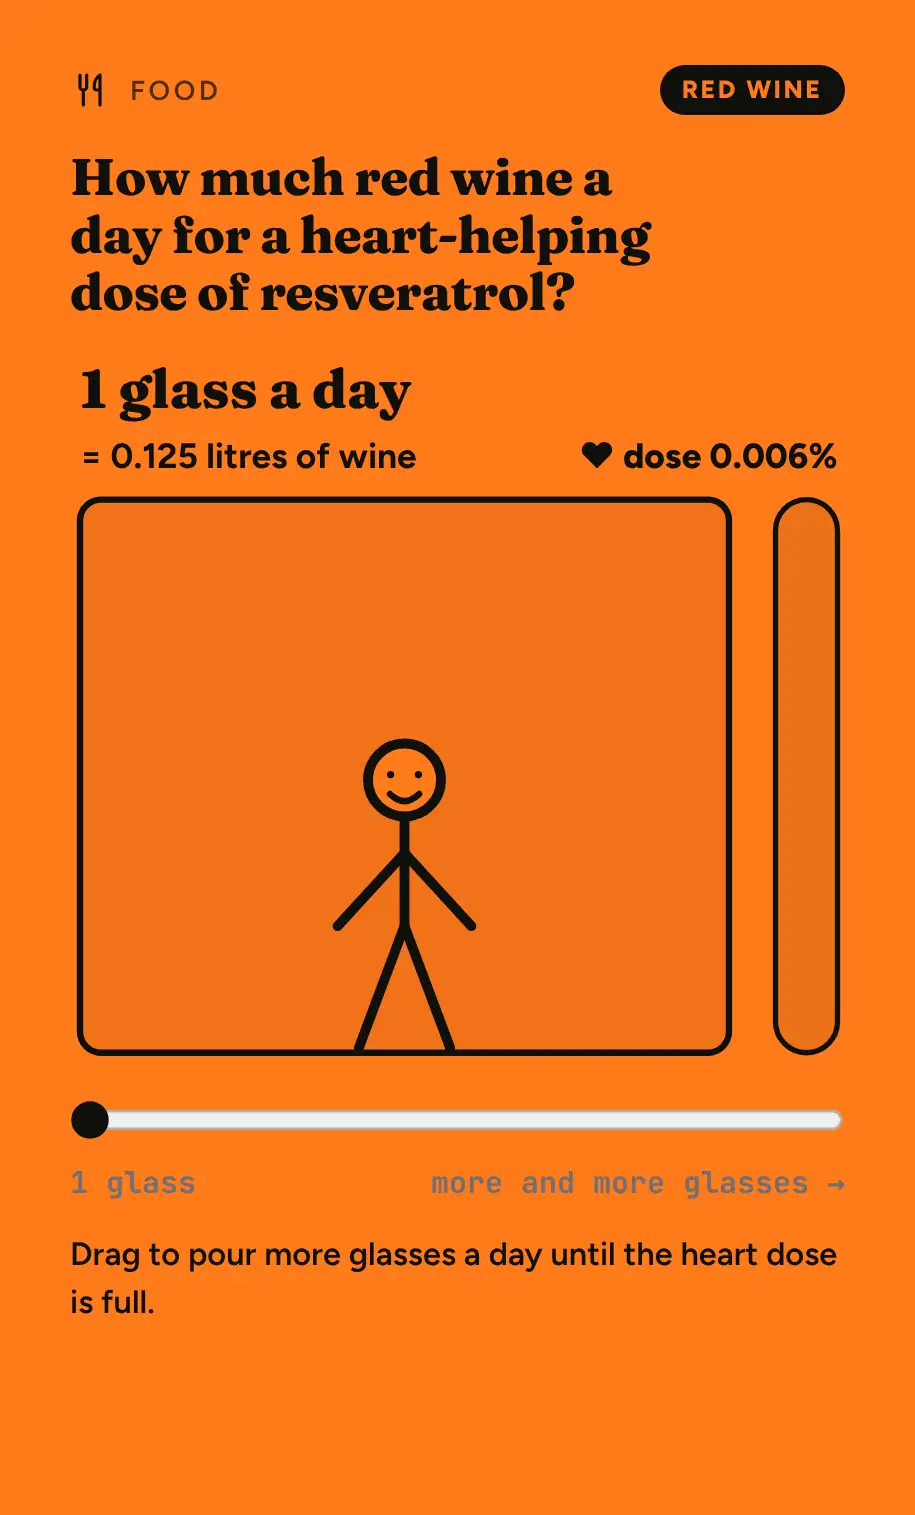 FOOD
RED WINE
How much red wine a
day for a heart-helping
dose of resveratrol?
1 glass a day
= 0.125 litres of wine
♥ dose 0.006%
1 glass
more and more glasses →
Drag to pour more glasses a day until the heart dose
is full.